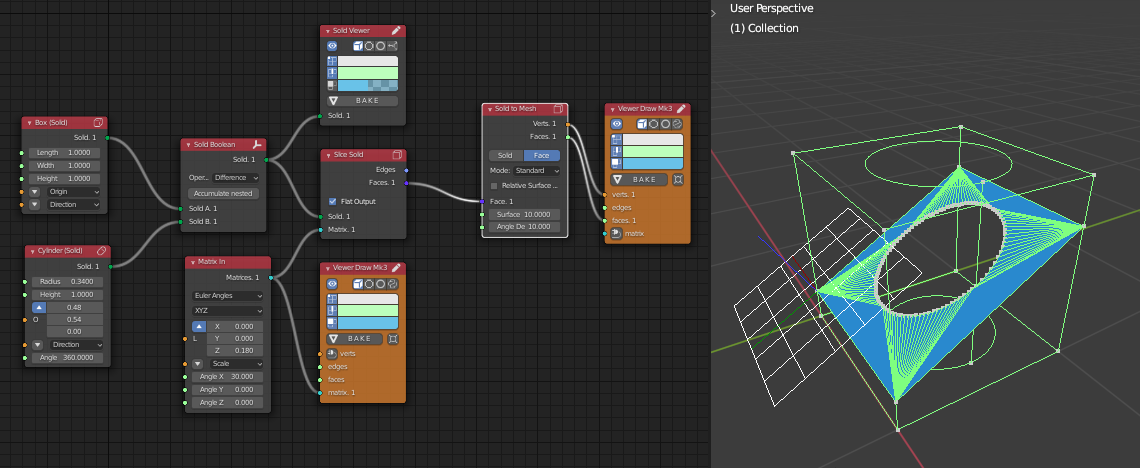 User Perspective
(1) Collection
Solid Viewer
BAKE
Solid. 1
Box (Solid)
Solid. 1
Length 1.0000
Width 1.0000
Height 1.0000
Origin
Direction
Solid Boolean
Solid. 1
Oper... Difference
Accumulate nested
Solid A. 1
Solid B. 1
Slice Solid
Edges
Faces. 1
Flat Output
Solid. 1
Matrix. 1
Solid to Mesh
Verts. 1
Faces. 1
Solid Face
Mode: Standard
Relative Surface ...
Face. 1
Surface 10.0000
Angle De 10.000
Viewer Draw Mk3
BAKE
verts. 1
edges
faces. 1
matrix
Cylinder (Solid)
Solid. 1
Radius 0.3400
Height 1.0000
0.48
O 0.54
0.00
Direction
Angle 360.0000
Matrix In
Matrices. 1
Euler Angles
XYZ
X 0.000
L Y 0.000
Z 0.180
Scale
Angle X 30.000
Angle Y 0.000
Angle Z 0.000
Viewer Draw Mk3
BAKE
verts
edges
faces
matrix. 1